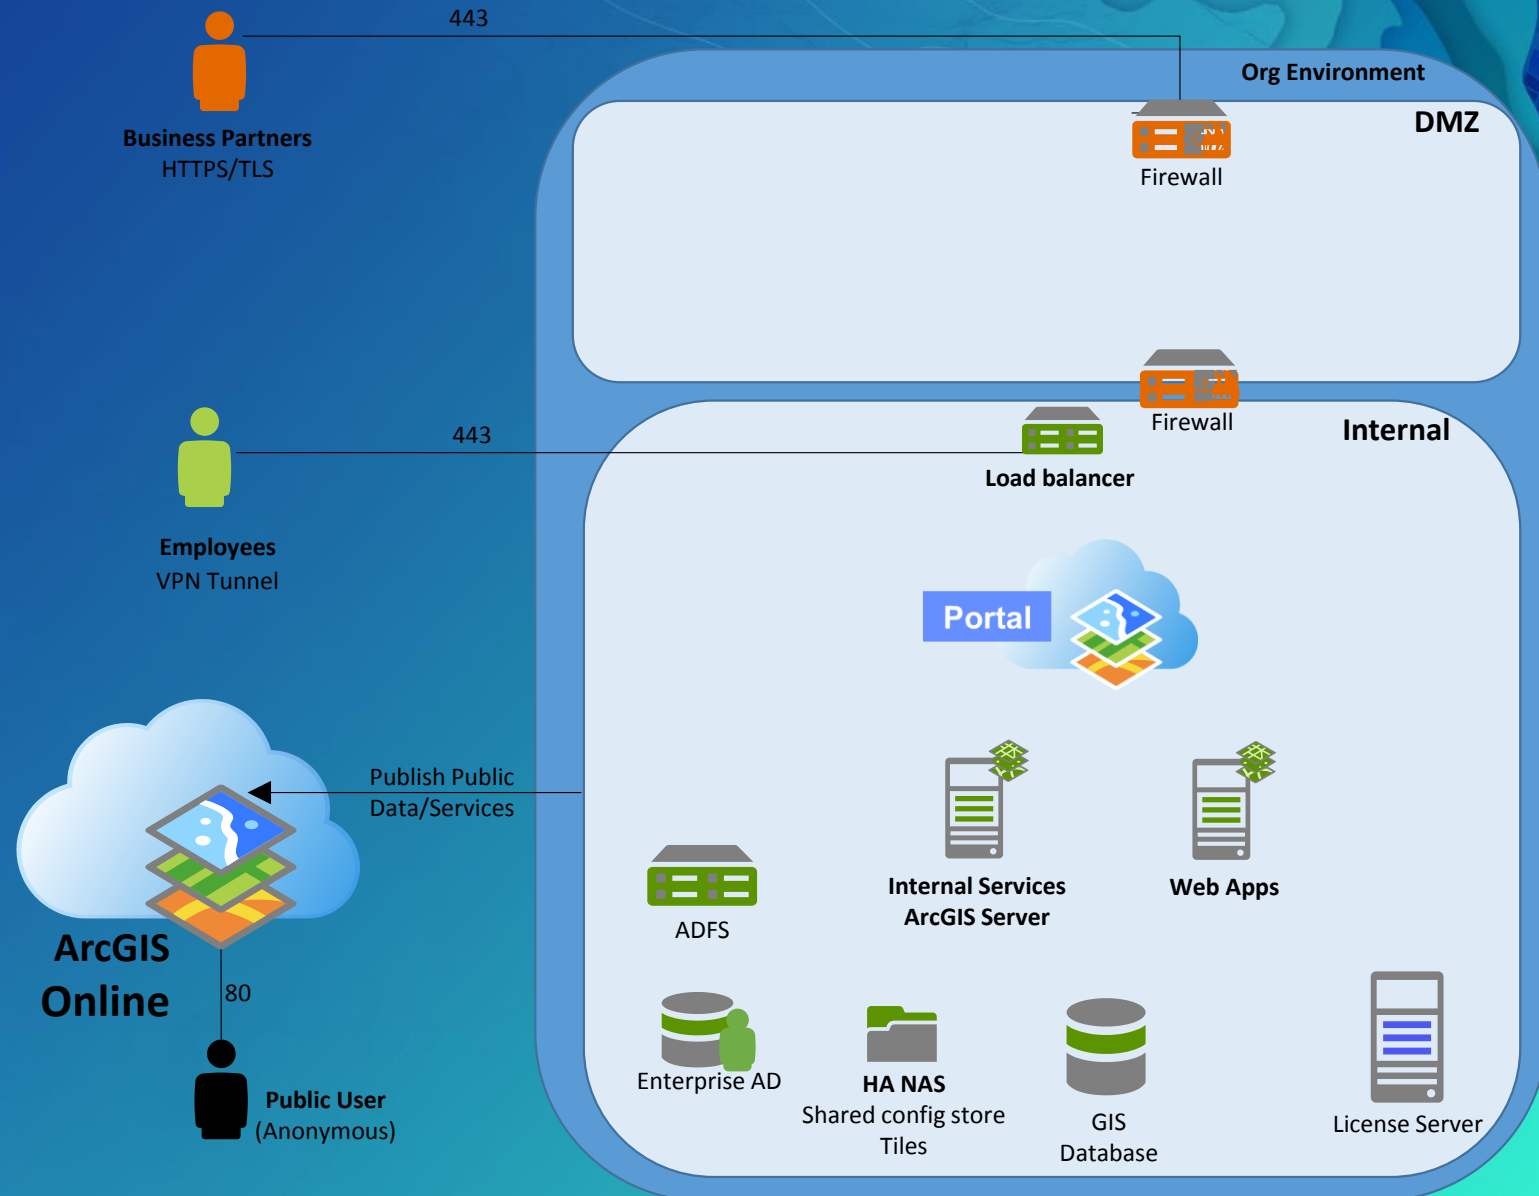 443
Org Environment
DMZ
Business Partners
HTTPS/TLS
Firewall
443
Firewall
Internal
Load balancer
Employees
VPN Tunnel
Portal
Publish Public
Data/Services
ArcGIS
Online
80
ADFS
Internal Services
ArcGIS Server
Web Apps
Enterprise AD
HA NAS
Shared config store
Tiles
GIS
Database
License Server
Public User
(Anonymous)